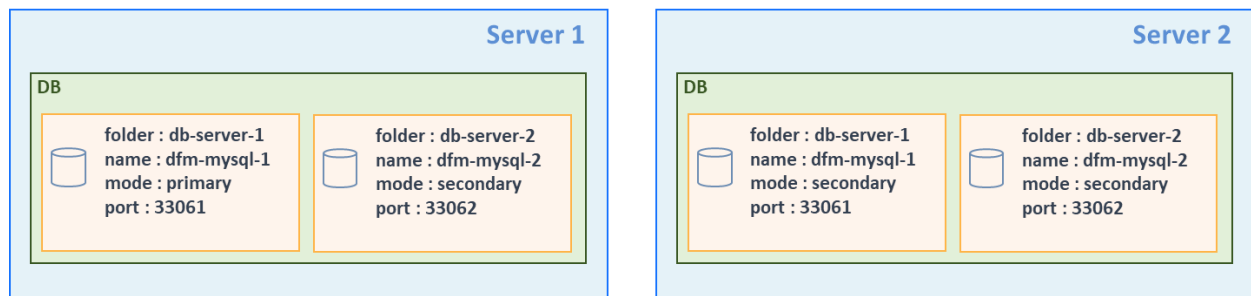 Server 1
DB
folder : db-server-1
name : dfm-mysql-1
mode : primary
port : 33061
folder : db-server-2
name : dfm-mysql-2
mode : secondary
port : 33062
Server 2
DB
folder : db-server-1
name : dfm-mysql-1
mode : secondary
port : 33061
folder : db-server-2
name : dfm-mysql-2
mode : secondary
port : 33062